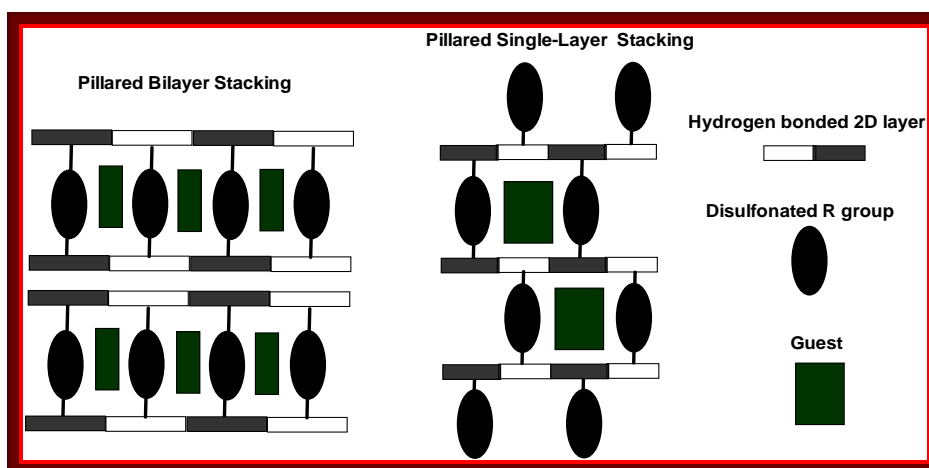 Pillared Single-Layer Stacking
Pillared Bilayer Stacking
Hydrogen bonded 2D layer
Disulfonated R group
Guest